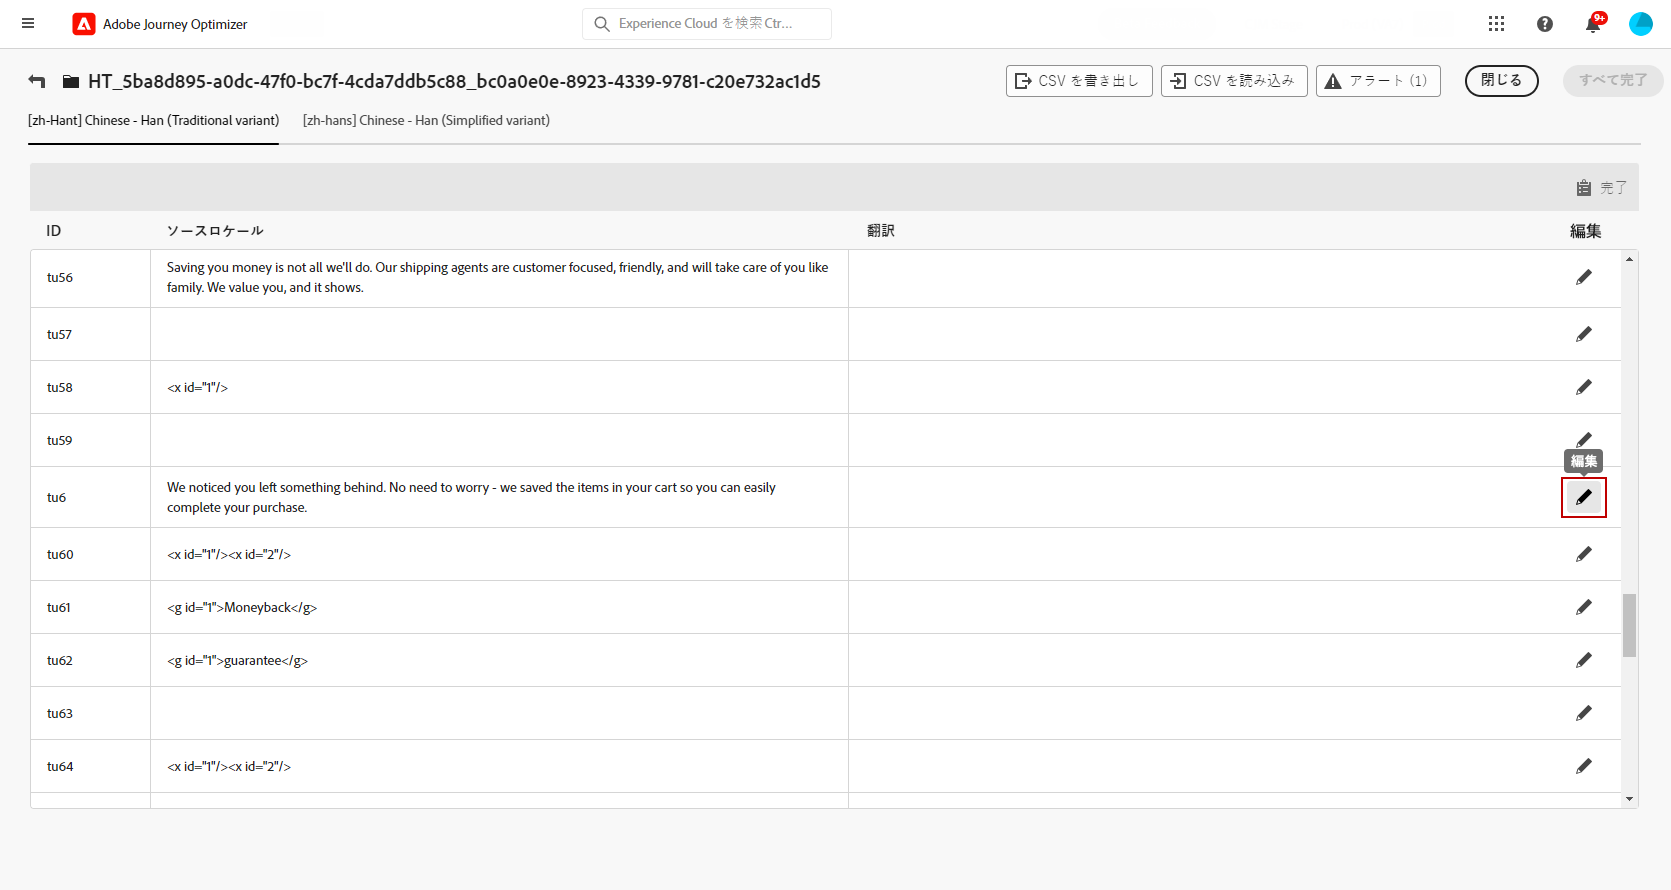 Adobe Journey Optimizer
Experience Cloud を検索 Ctr...
9+
HT_5ba8d895-a0dc-47f0-bc7f-4cda7ddb5c88_bc0a0e0e-8923-4339-9781-c20e732ac1d5
CSV を書き出し
CSV を読み込み
アラート (1)
閉じる
すべて完了
[zh-Hant] Chinese - Han (Traditional variant)
[zh-hans] Chinese - Han (Simplified variant)
完了
ID
ソースロケール
翻訳
編集
tu56
Saving you money is not all we'll do. Our shipping agents are customer focused, friendly, and will take care of you like
family. We value you, and it shows.
tu57
tu58
<x id="1"/>
tu59
編集
tu6
We noticed you left something behind. No need to worry - we saved the items in your cart so you can easily
complete your purchase.
tu60
<x id="1"/><x id="2"/>
tu61
<g id="1">Moneyback</g>
tu62
<g id="1">guarantee</g>
tu63
tu64
<x id="1"/><x id="2"/>